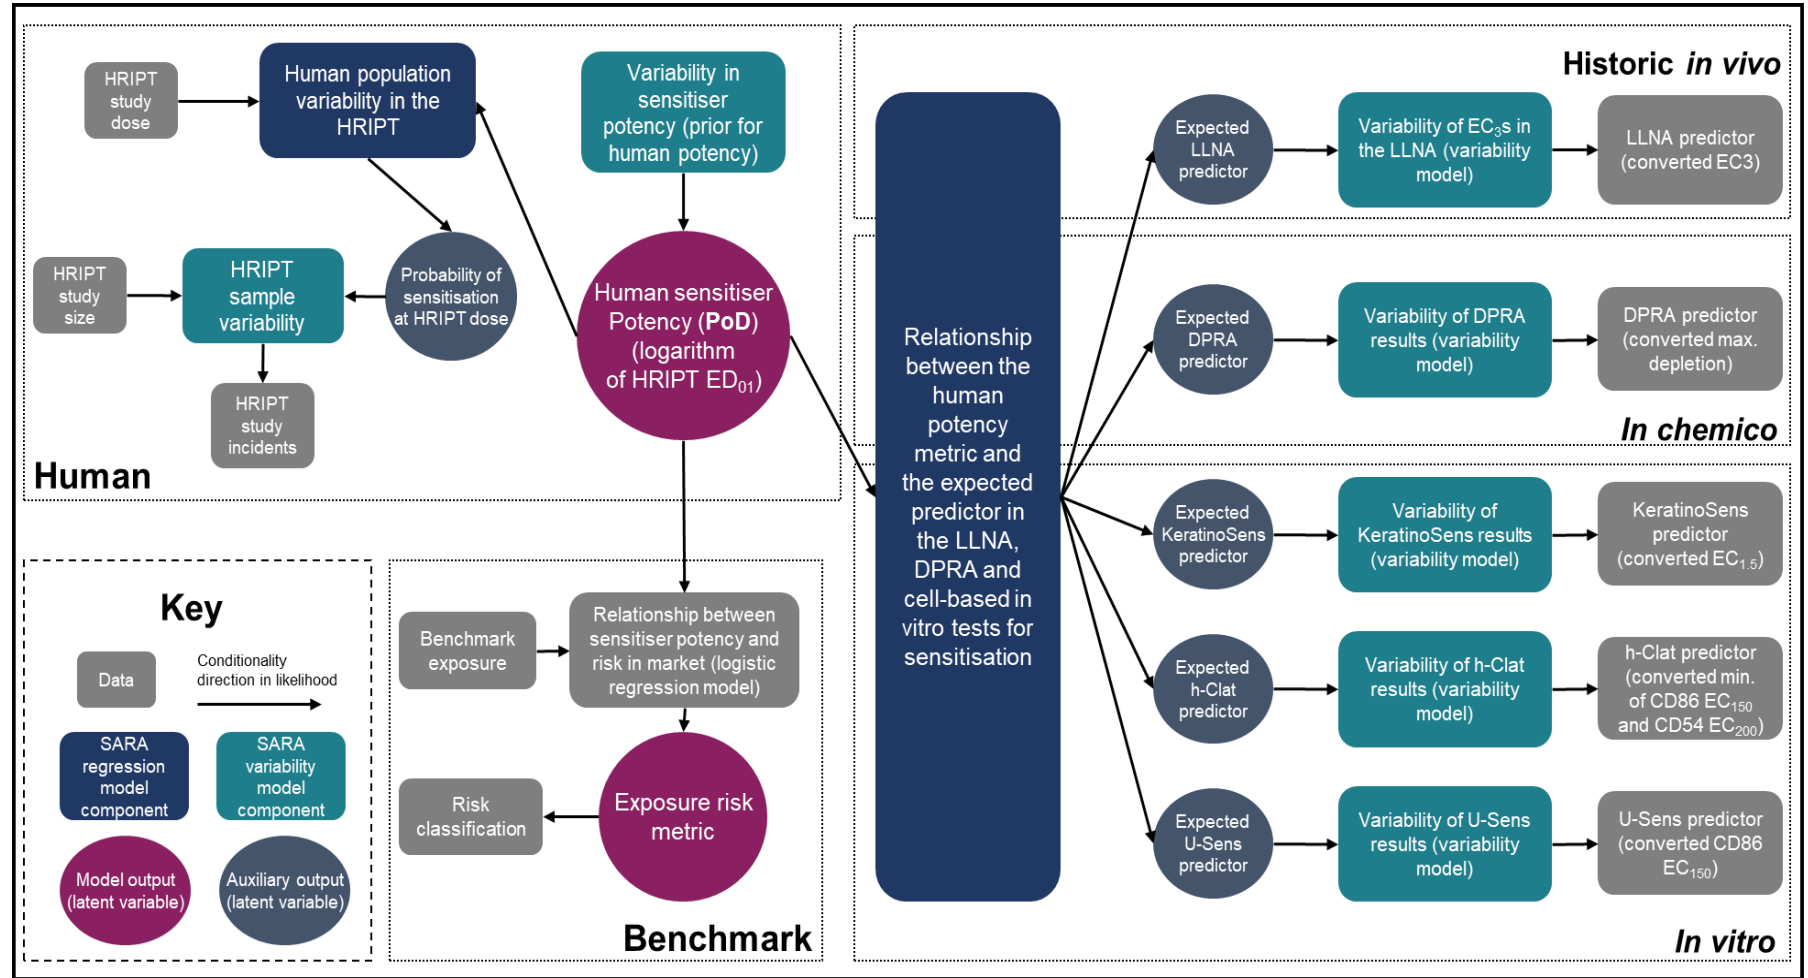 HRIPT
study
dose
Human population
variability in the
HRIPT
Variability in
sensitiser
potency (prior for
human potency)
HRIPT
study
size
HRIPT
sample
variability
Probability of
sensitisation
at HRIPT dose
Human sensitiser
Potency (PoD)
(logarithm
of HRIPT ED01)
HRIPT
study
incidents
Human
Key
Data
Conditionality
direction in likelihood
SARA
regression
model
component
SARA
variability
model
component
Model output
(latent variable)
Auxiliary output
(latent variable)
Benchmark
exposure
Relationship between
sensitiser potency and
risk in market (logistic
regression model)
Risk
classification
Exposure risk
metric
Benchmark
Relationship
between the
human
potency
metric and
the expected
predictor in
the LLNA,
DPRA and
cell-based in
vitro tests for
sensitisation
Historic in vivo
Expected
LLNA
predictor
Variability of EC3s in
the LLNA (variability
model)
LLNA predictor
(converted EC3)
Expected
DPRA
predictor
Variability of DPRA
results (variability
model)
DPRA predictor
(converted max.
depletion)
In chemico
Expected
KeratinoSens
predictor
Variability of
KeratinoSens results
(variability model)
KeratinoSens
predictor
(converted EC1.5)
Expected
h-Clat
predictor
Variability of h-Clat
results (variability
model)
h-Clat predictor
(converted min.
of CD86 EC150
and CD54 EC200)
Expected
U-Sens
predictor
Variability of U-Sens
results (variability
model)
U-Sens predictor
(converted CD86
EC150)
In vitro